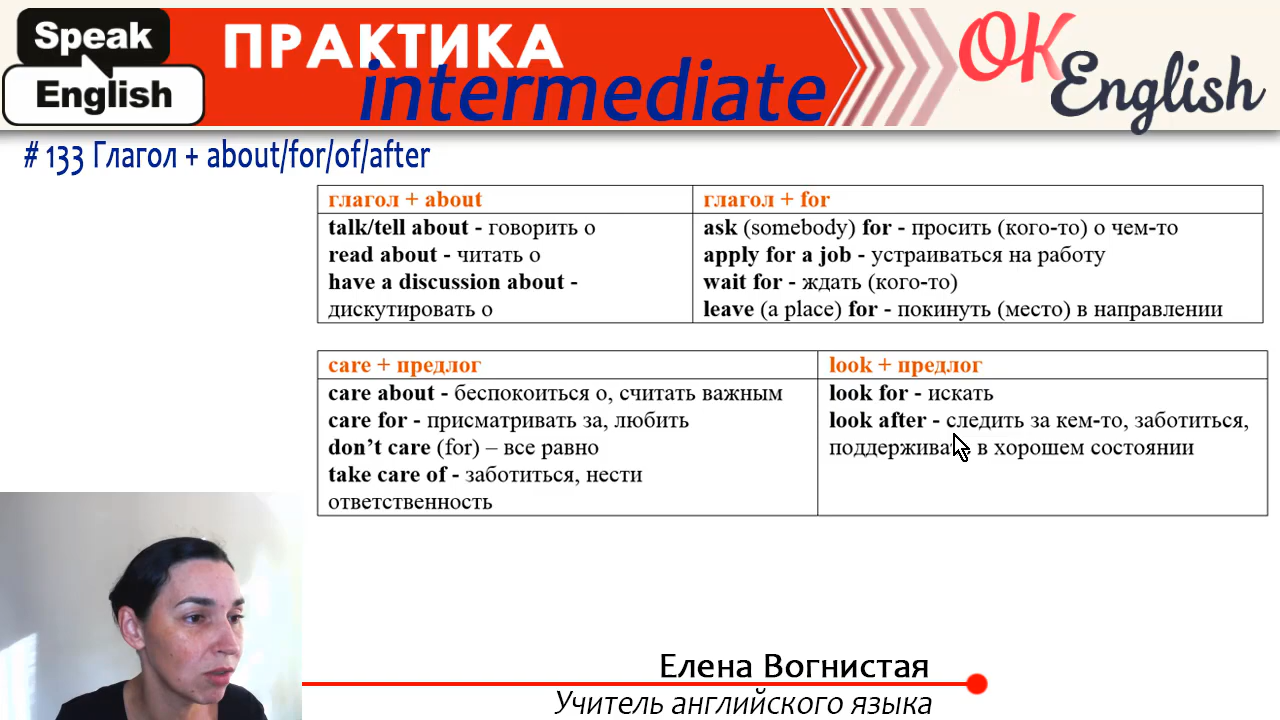 Speak
English
ПРАКТИКА
intermediate
OK
English
# 133 Глагол + about/for/of/after
глагол + about
talk/tell about - говорить о
read about - читать о
have a discussion about -
дискутировать о
глагол + for
ask (somebody) for - просить (кого-то) о чем-то
apply for a job - устраиваться на работу
wait for - ждать (кого-то)
leave (a place) for - покинуть (место) в направлении
care + предлог
care about - беспокоиться о, считать важным
care for - присматривать за, любить
don’t care (for) – все равно
take care of - заботиться, нести
ответственность
look + предлог
look for - искать
look after - следить за кем-то, заботиться,
поддерживать в хорошем состоянии
Елена Вогнистая
Учитель английского языка